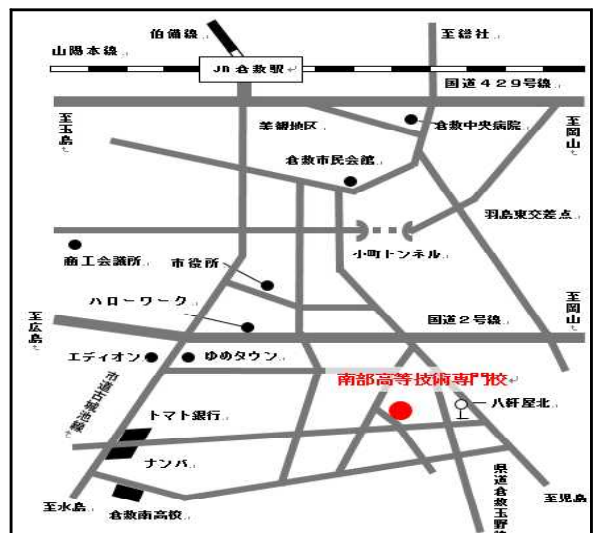 伯備線
至総社
山陽本線
JR倉敷駅
国道429号線
至玉島
美観地区
倉敷中央病院
至岡山
倉敷市民会館
羽島東交差点
商工会議所
市役所
小町トンネル
至岡山
ハローワーク
至広島
国道2号線
エディオン
ゆめタウン
南部高等技術専門校
市道古城池線
トマト銀行
八軒屋北
ナンバ
県道倉敷玉野線
至水島
倉敷南高校
至児島